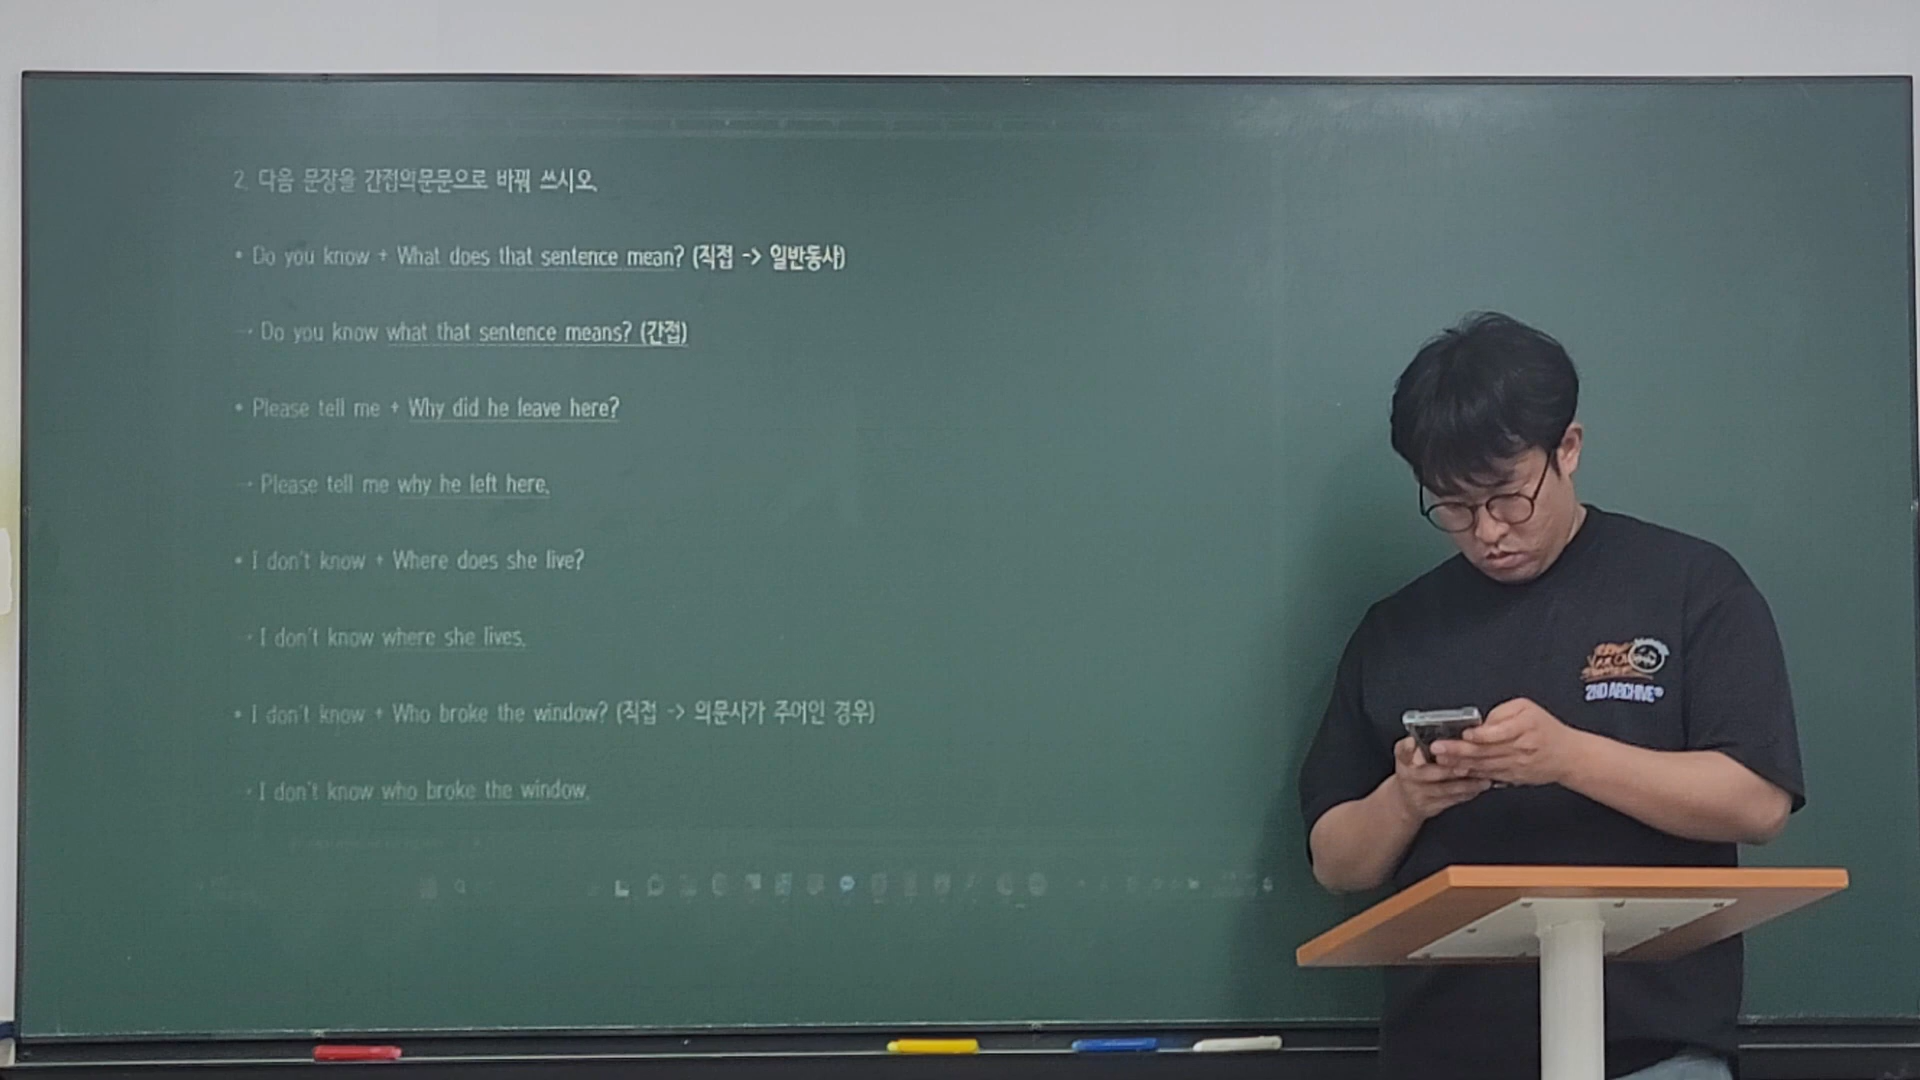 2. 다음 문장을 간접의문문으로 바꿔 쓰시오.
• Do you know + What does that sentence mean? (직접 -> 일반동사)
→ Do you know what that sentence means? (간접)
• Please tell me + Why did he leave here?
→ Please tell me why he left here.
• I don't know + Where does she live?
→ I don't know where she lives.
• I don't know + Who broke the window? (직접 -> 의문사가 주어인 경우)
→ I don't know who broke the window.
2ND ARCHIVE®